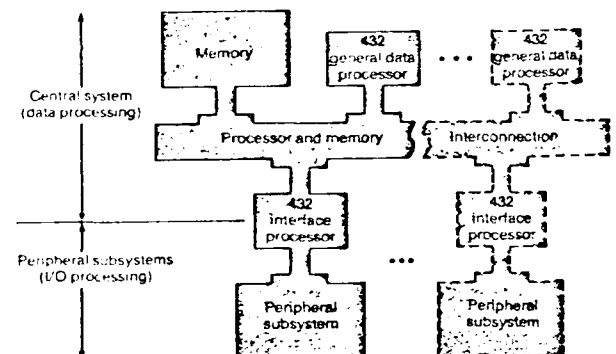 Memory
432
general data
processor
432
general data
processor
Central system
(data processing)
Processor and memory
Interconnection
432
Interface
processor
432
Interface
processor
Peripheral subsystems
(I/O processing)
Peripheral
subsystem
Peripheral
subsystem